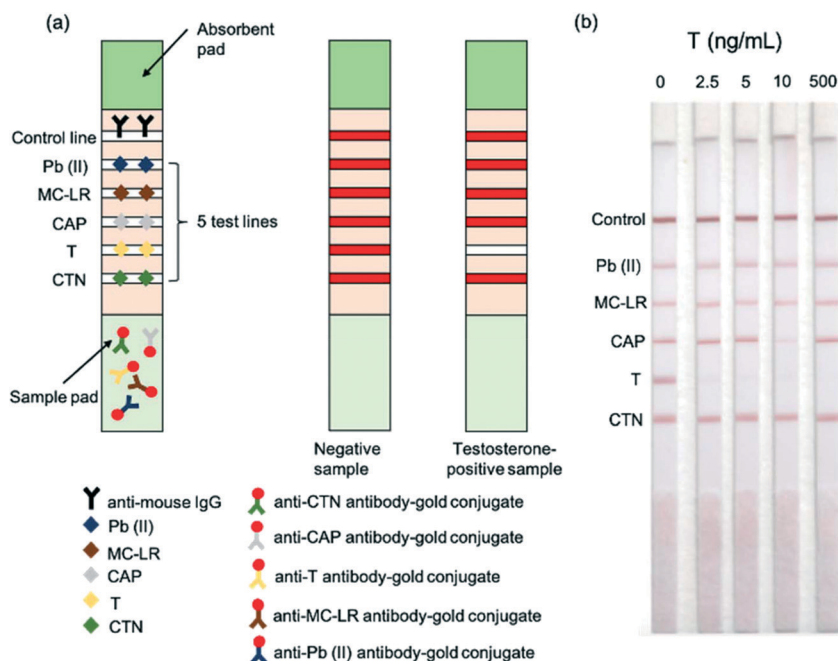 (a)
Absorbent
pad
Control line
Pb (II)
MC-LR
CAP
T
CTN
5 test lines
Sample pad
Negative
sample
Testosterone-
positive sample
anti-mouse IgG
Pb (II)
MC-LR
CAP
T
CTN
anti-CTN antibody-gold conjugate
anti-CAP antibody-gold conjugate
anti-T antibody-gold conjugate
anti-MC-LR antibody-gold conjugate
anti-Pb (II) antibody-gold conjugate
(b)
T (ng/mL)
0 2.5 5 10 500
Control
Pb (II)
MC-LR
CAP
T
CTN